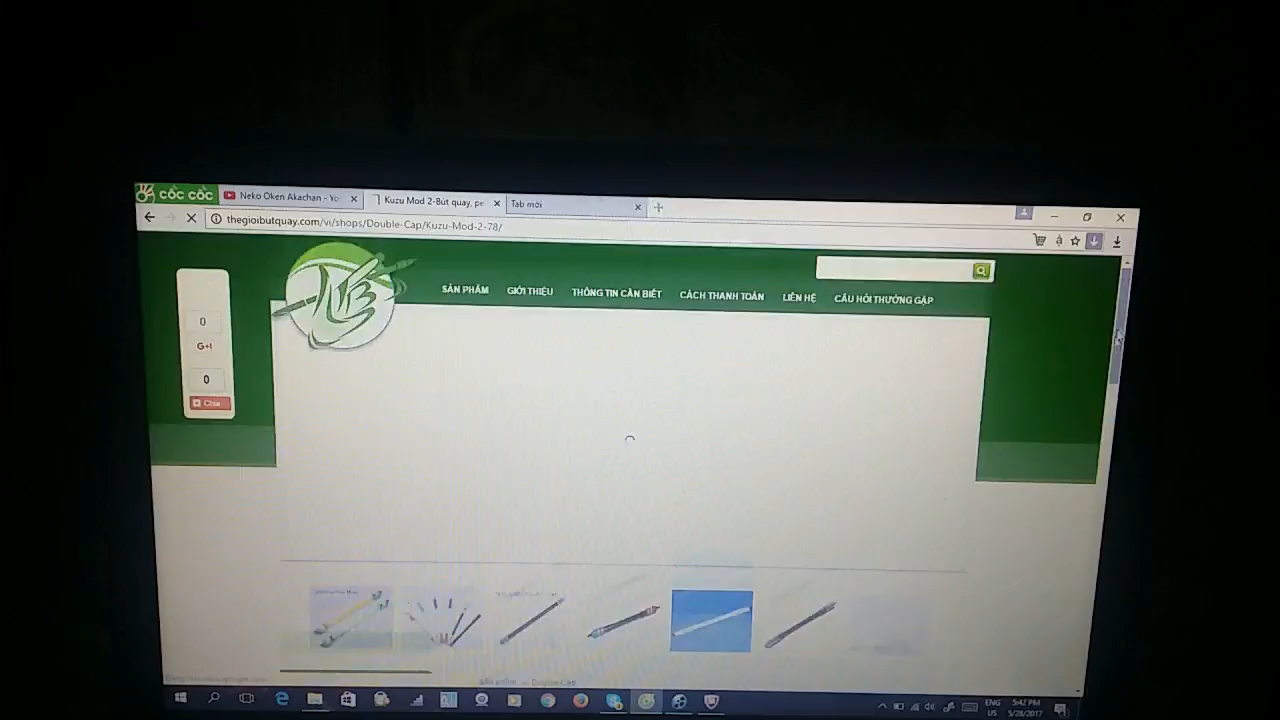 cốc cốc
Neko Oken Akachan - Yo
Kuzu Mod 2-Bút quay, pe
Tab mới
thegioibutquay.com/vi/shops/Double-Cap/Kuzu-Mod-2-78/
SẢN PHẨM
GIỚI THIỆU
THÔNG TIN CẦN BIẾT
CÁCH THANH TOÁN
LIÊN HỆ
CÂU HỎI THƯỜNG GẶP
0
G+1
0
Chia
ENG
US
5:42 PM
5/28/2017